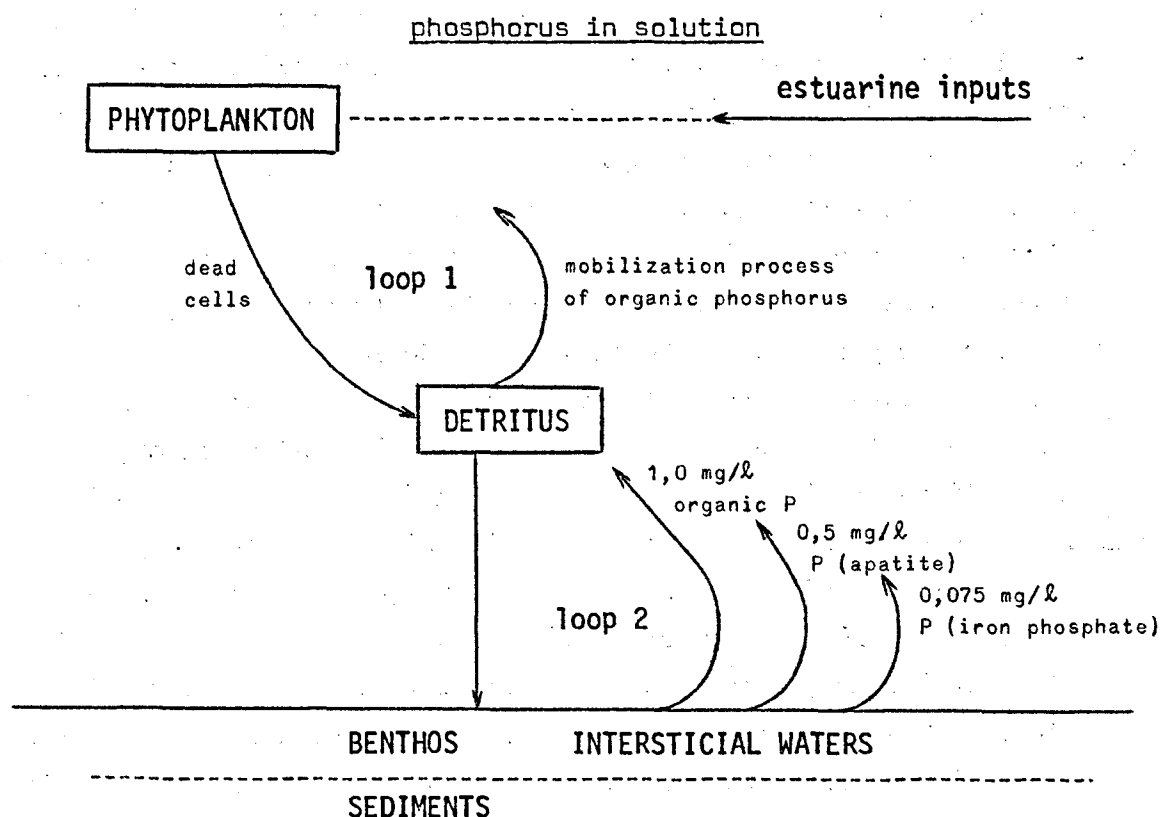 phosphorus in solution
estuarine inputs
PHYTOPLANKTON
dead
cells
loop 1
mobilization process
of organic phosphorus
DETRITUS
1,0 mg/ℓ
organic P
0,5 mg/ℓ
P (apatite)
0,075 mg/ℓ
P (iron phosphate)
loop 2
BENTHOS INTERSTICIAL WATERS
SEDIMENTS